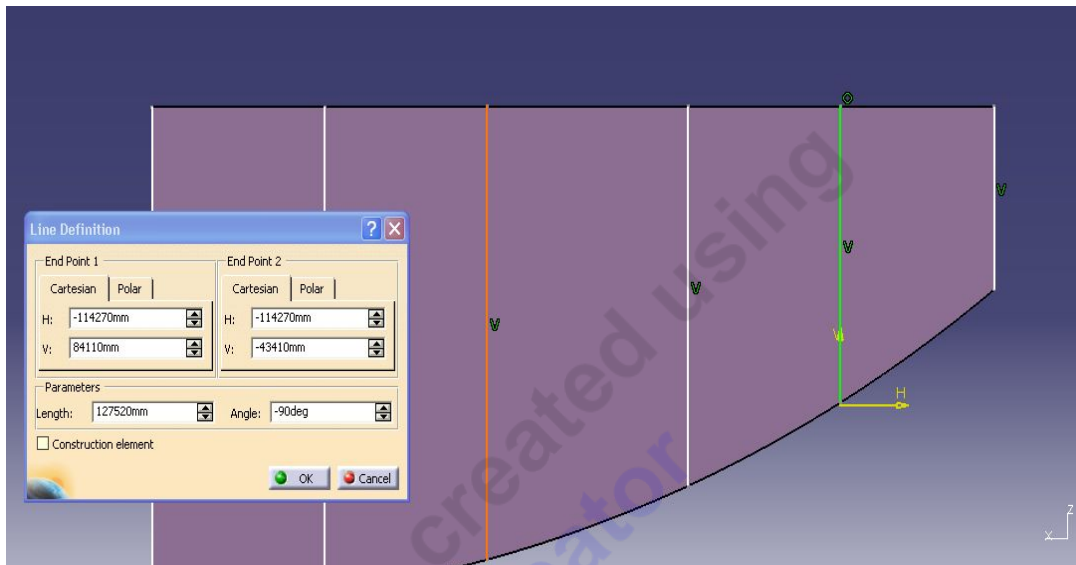 V
V
V
V
V
H
Line Definition
End Point 1
End Point 2
Cartesian
Polar
Cartesian
Polar
H: -114270mm
H: -114270mm
V: 84110mm
V: -43410mm
Parameters
Length: 127520mm
Angle: -90deg
Construction element
OK
Cancel
created using
Z
X